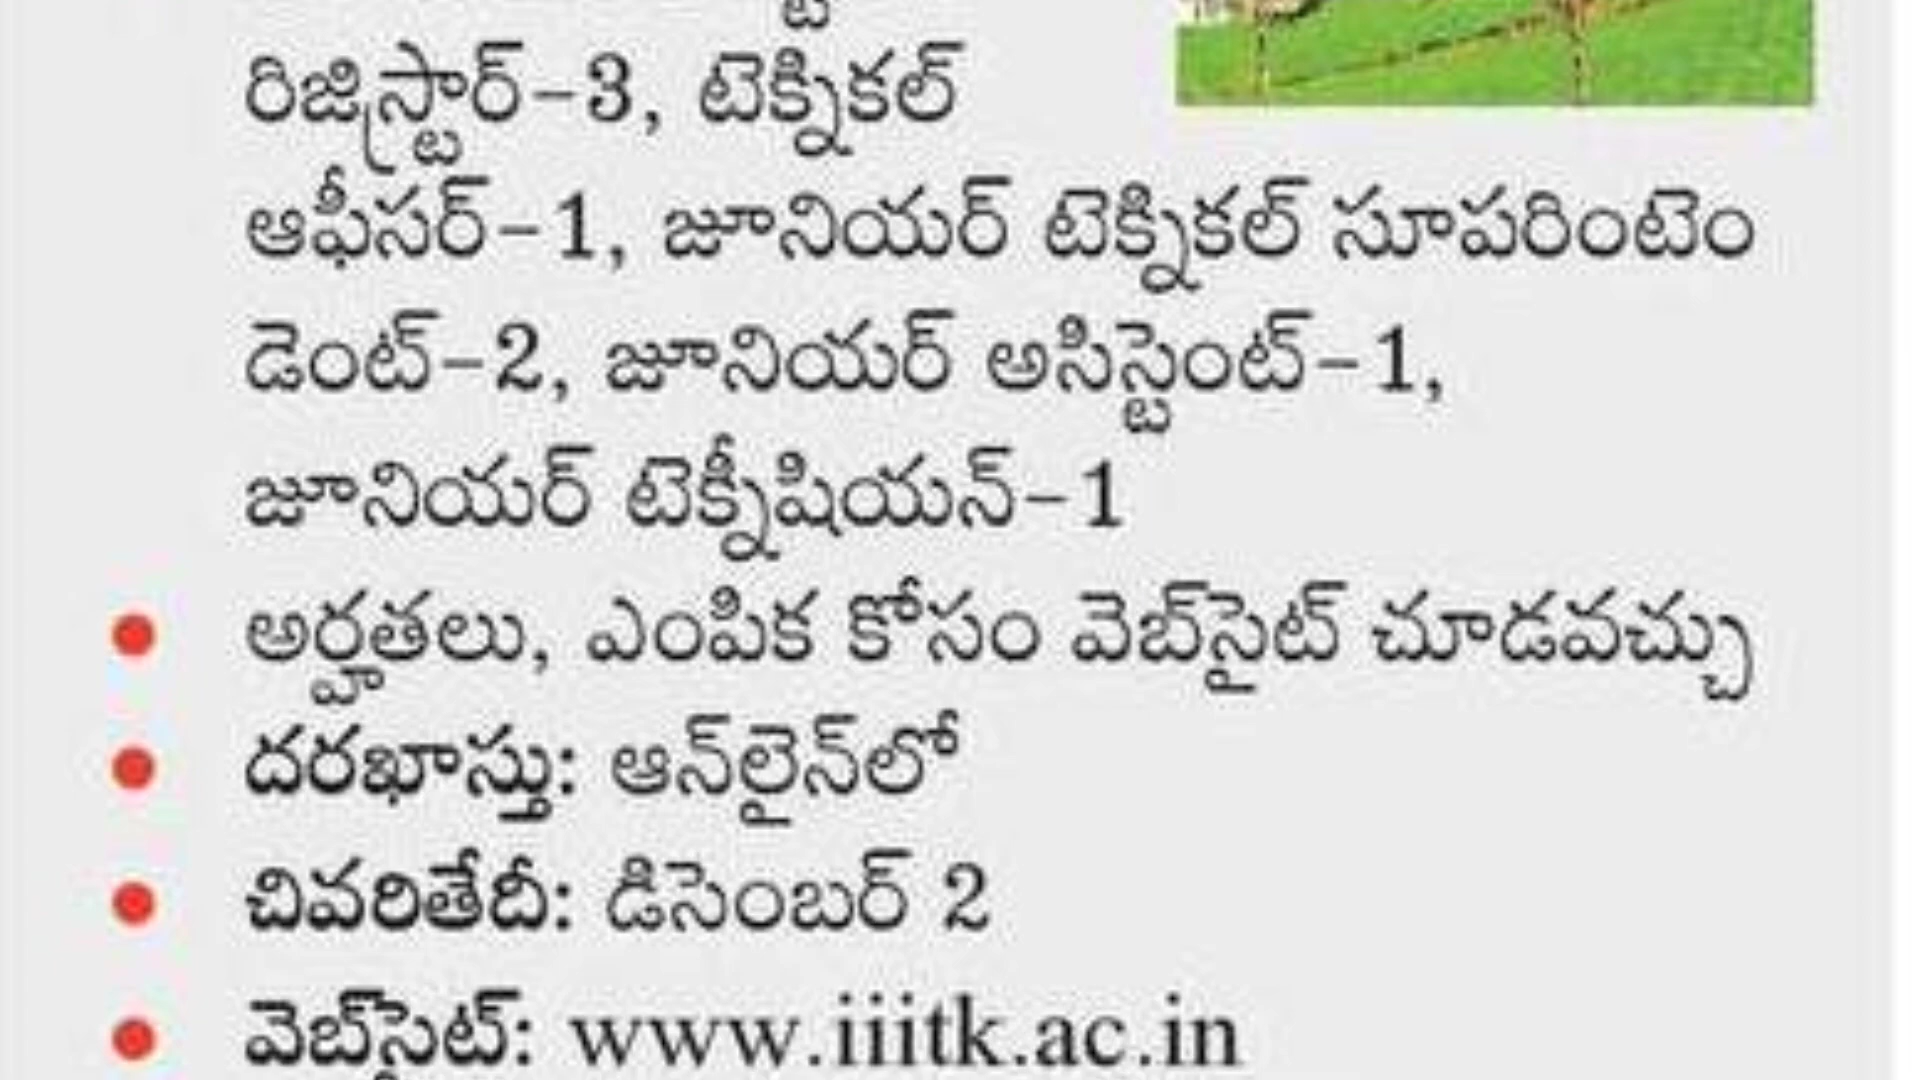 రిజిస్ట్రార్-3, టెక్నికల్
ఆఫీసర్-1, జూనియర్ టెక్నికల్ సూపరింటెం
డెంట్-2, జూనియర్ అసిస్టెంట్-1,
జూనియర్ టెక్నీషియన్-1
• అర్హతలు, ఎంపిక కోసం వెబ్‌సైట్ చూడవచ్చు
• దరఖాస్తు: ఆన్‌లైన్‌లో
• చివరితేదీ: డిసెంబర్ 2
• వెబ్‌సైట్: www.iiitk.ac.in